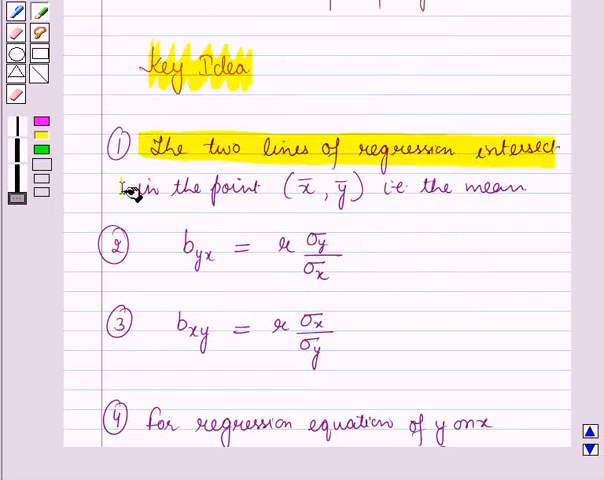 Key Idea
① The two lines of regression intersect
in the point (x̄, ȳ) i.e. the mean
② b_yx = r σ_y / σ_x
③ b_xy = r σ_x / σ_y
④ for regression equation of y on x